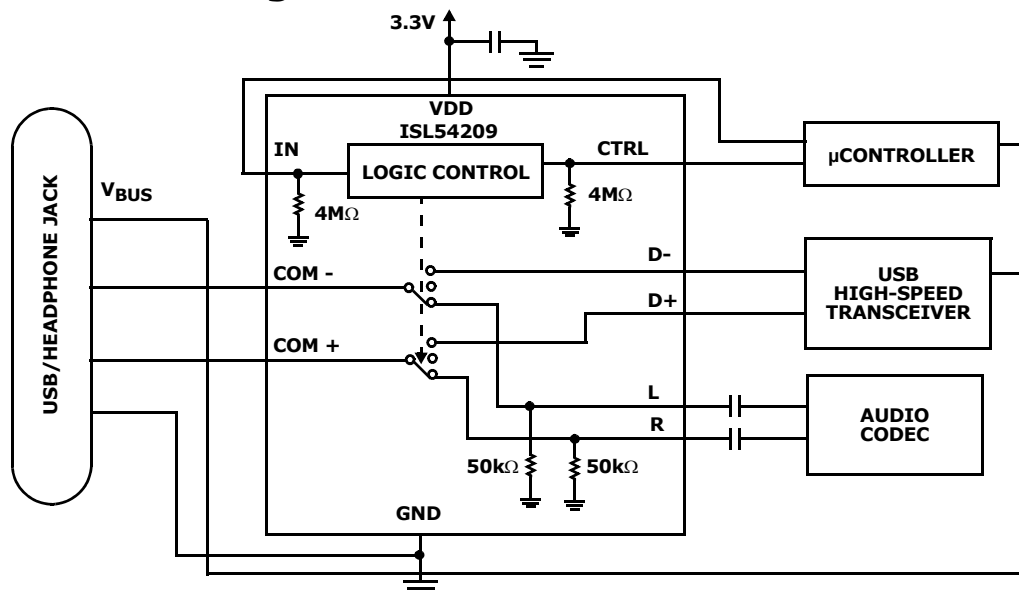 3.3V
VDD
ISL54209
IN
LOGIC CONTROL
CTRL
µCONTROLLER
4MΩ
4MΩ
USB/HEADPHONE JACK
VBUS
COM -
D-
USB
HIGH-SPEED
TRANSCEIVER
D+
COM +
L
R
AUDIO
CODEC
50kΩ
50kΩ
GND